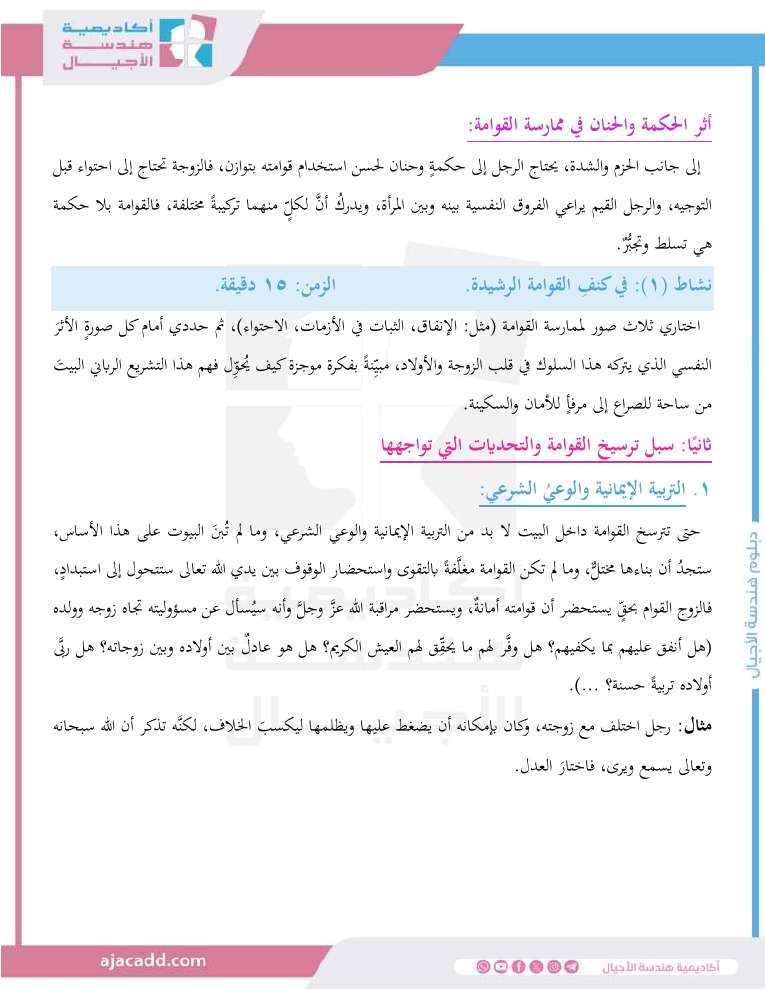 أكاديمية
هندسة
الأجيال
أثر الحكمة والحنان في ممارسة القوامة:
إلى جانب الحزم والشدة، يحتاج الرجل إلى حكمةٍ وحنان لحسن استخدام قوامته بتوازن، فالزوجة تحتاج إلى احتواء قبل
التوجيه، والرجل القيم يراعي الفروق النفسية بينه وبين المرأة، ويدركُ أنَّ لكلٍّ منهما تركيبةً مختلفة، فالقوامة بلا حكمة
هي تسلط وتجبُّرٌ.
نشاط (١): في كنفِ القوامة الرشيدة. الزمن: ١٥ دقيقة.
اختاري ثلاث صور لممارسة القوامة (مثل: الإنفاق، الثبات في الأزمات، الاحتواء)، ثم حددي أمام كل صورةٍ الأثرَ
النفسي الذي يتركه هذا السلوك في قلب الزوجة والأولاد، مبيِّنةً بفكرة موجزة كيف يُحوِّل فهم هذا التشريع الرباني البيتَ
من ساحة للصراع إلى مرفأٍ للأمان والسكينة.
ثانيًا: سبل ترسيخ القوامة والتحديات التي تواجهها
١. التربية الإيمانية والوعيُ الشرعي:
حتى تترسخ القوامة داخل البيت لا بد من التربية الإيمانية والوعي الشرعي، وما لم تُبنَ البيوت على هذا الأساس،
ستجدُ أن بناءها مختلٌّ، وما لم تكن القوامة مغلَّفةً بالتقوى واستحضار الوقوف بين يدي الله تعالى ستتحول إلى استبدادٍ،
فالزوج القوام بحقٍّ يستحضر أن قوامته أمانةٌ، ويستحضر مراقبة الله عزَّ وجلَّ وأنه سيُسأل عن مسؤوليته تجاه زوجه وولده
(هل أنفق عليهم بما يكفيهم؟ هل وفَّر لهم ما يحقِّق لهم العيش الكريم؟ هل هو عادلٌ بين أولاده وبين زوجاته؟ هل ربَّى
أولاده تربيةً حسنة؟ ...).
مثال: رجل اختلف مع زوجته، وكان بإمكانه أن يضغط عليها ويظلمها ليكسبَ الخلاف، لكنَّه تذكر أن الله سبحانه
وتعالى يسمع ويرى، فاختارَ العدل.
دبلوم هندسة الأجيال
أكاديمية
هندسة
الأجيال
ajacadd.com
أكاديمية هندسة الأجيال